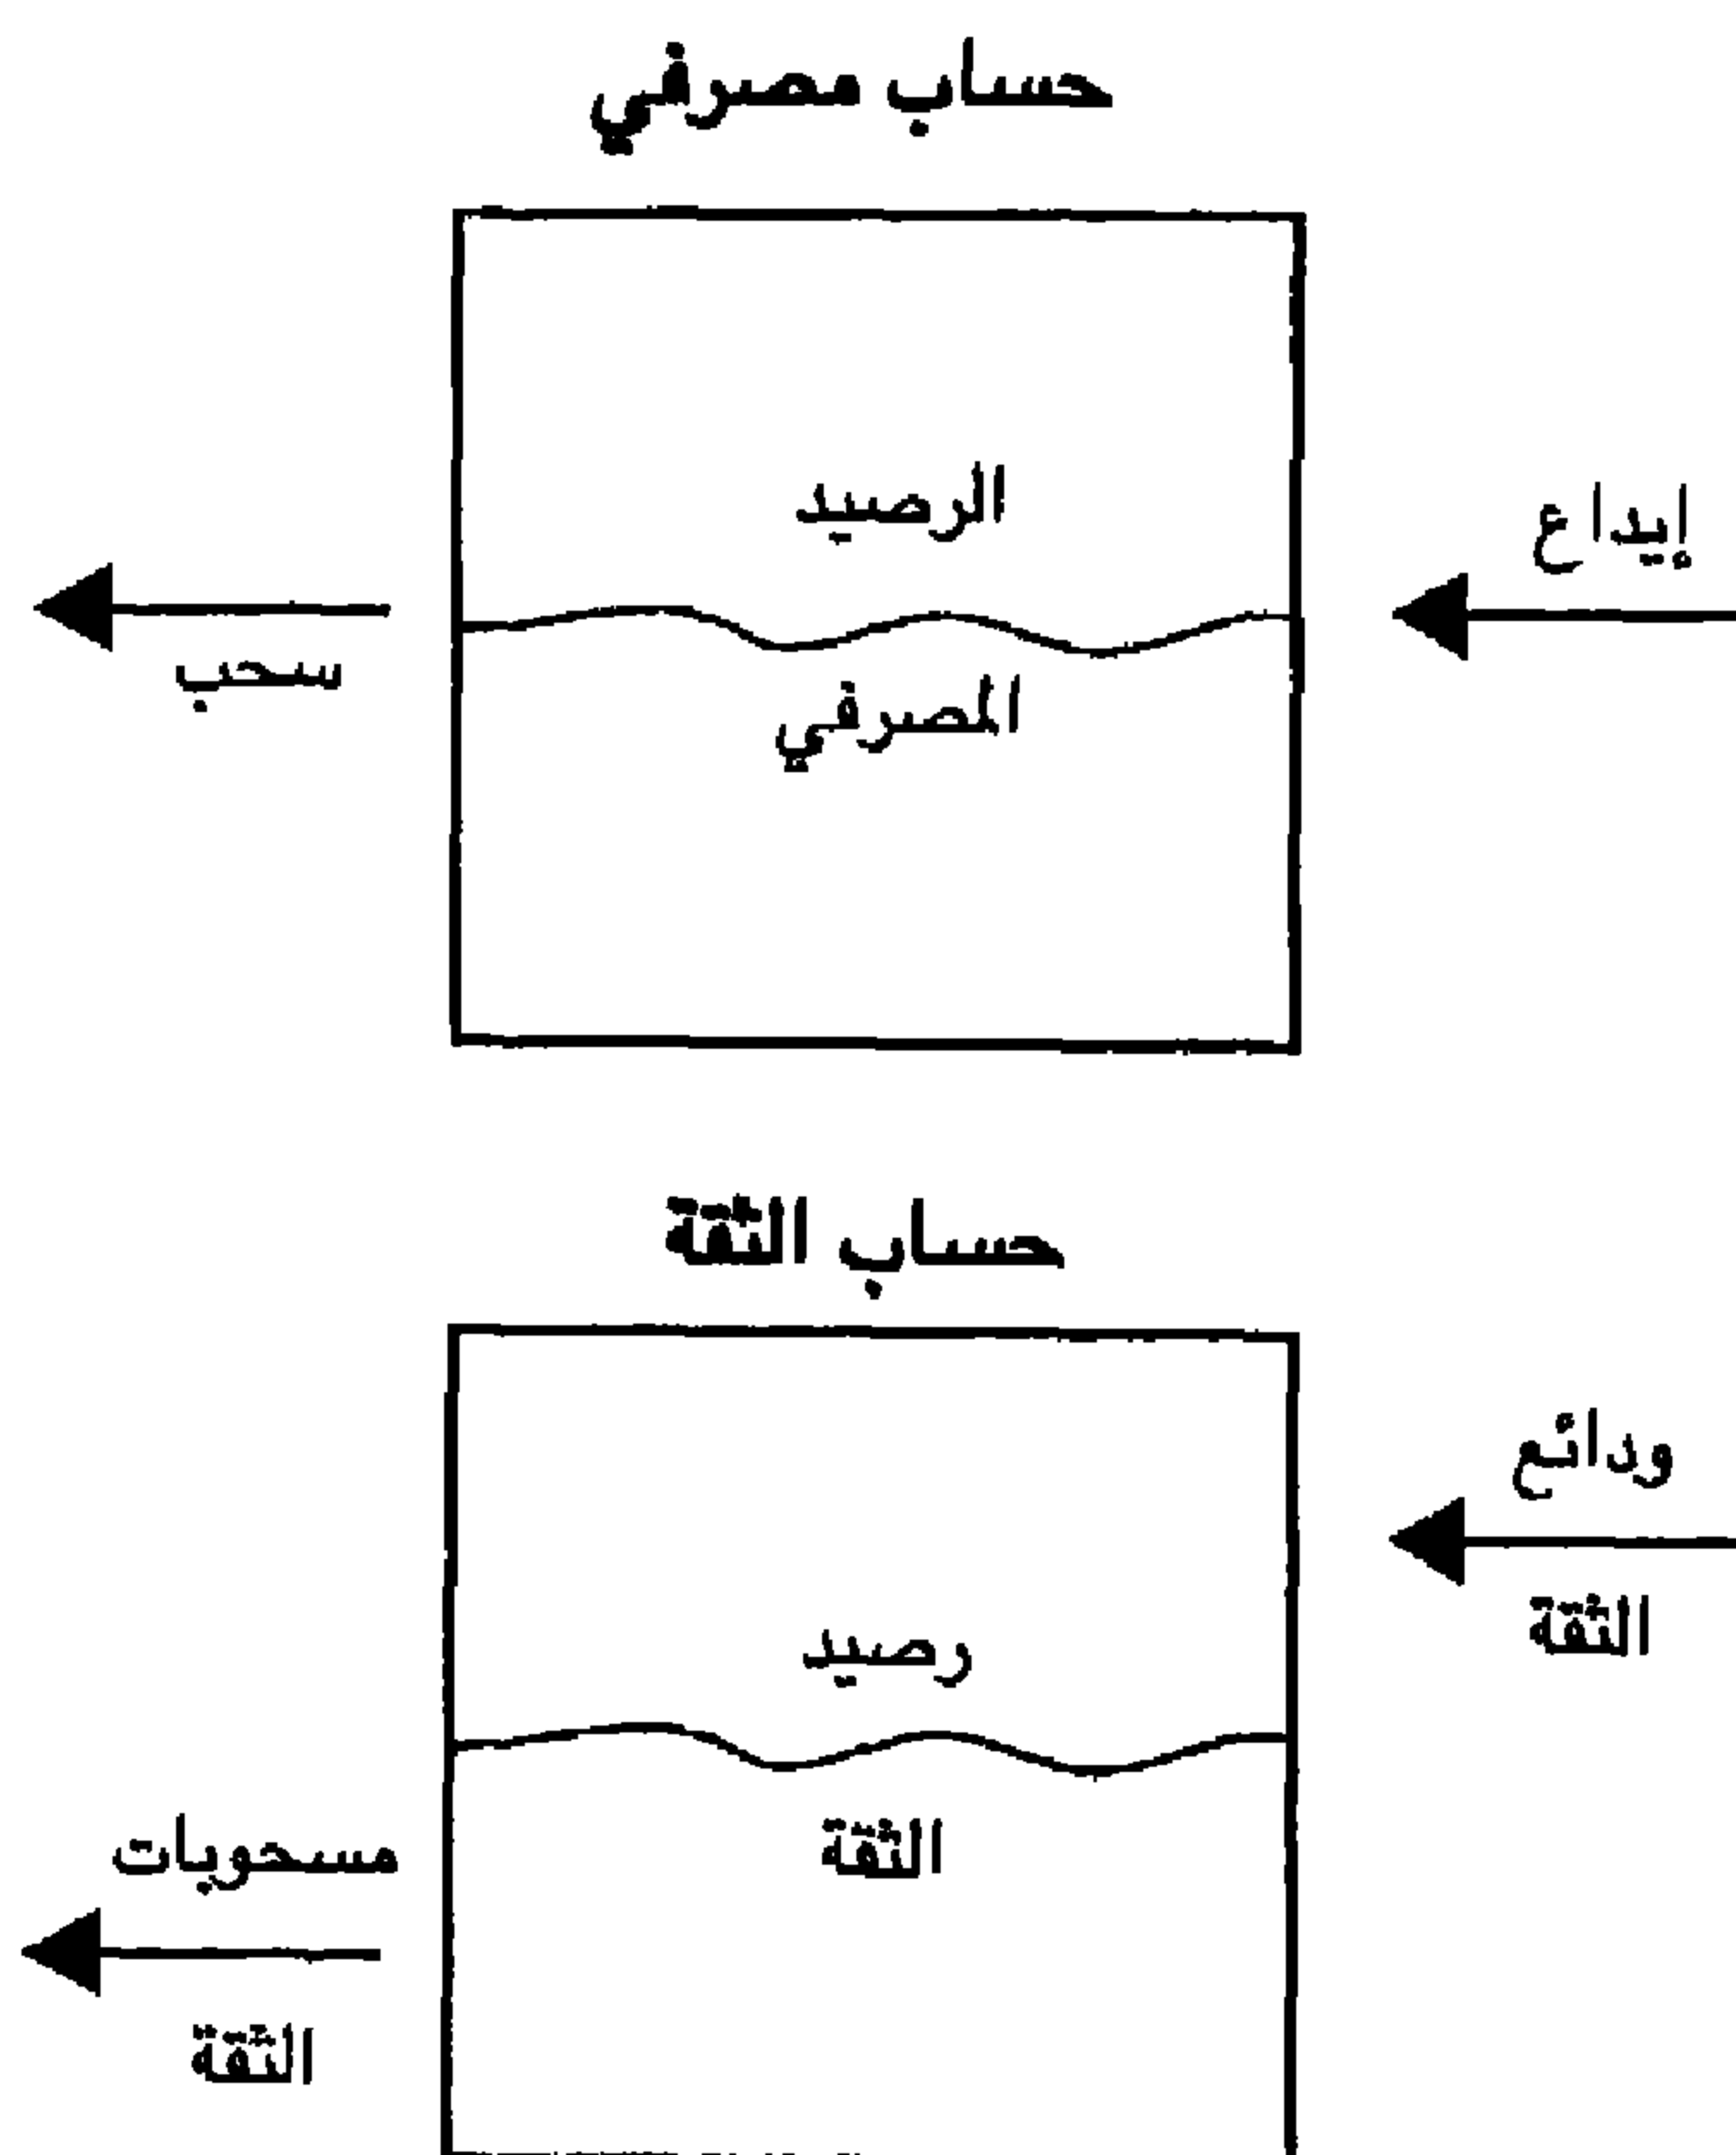 حساب مصرفي
إيداع
الرصيد
المصرفي
سحب
حساب الثقة
ودائع
الثقة
رصيد
الثقة
مسحوبات
الثقة